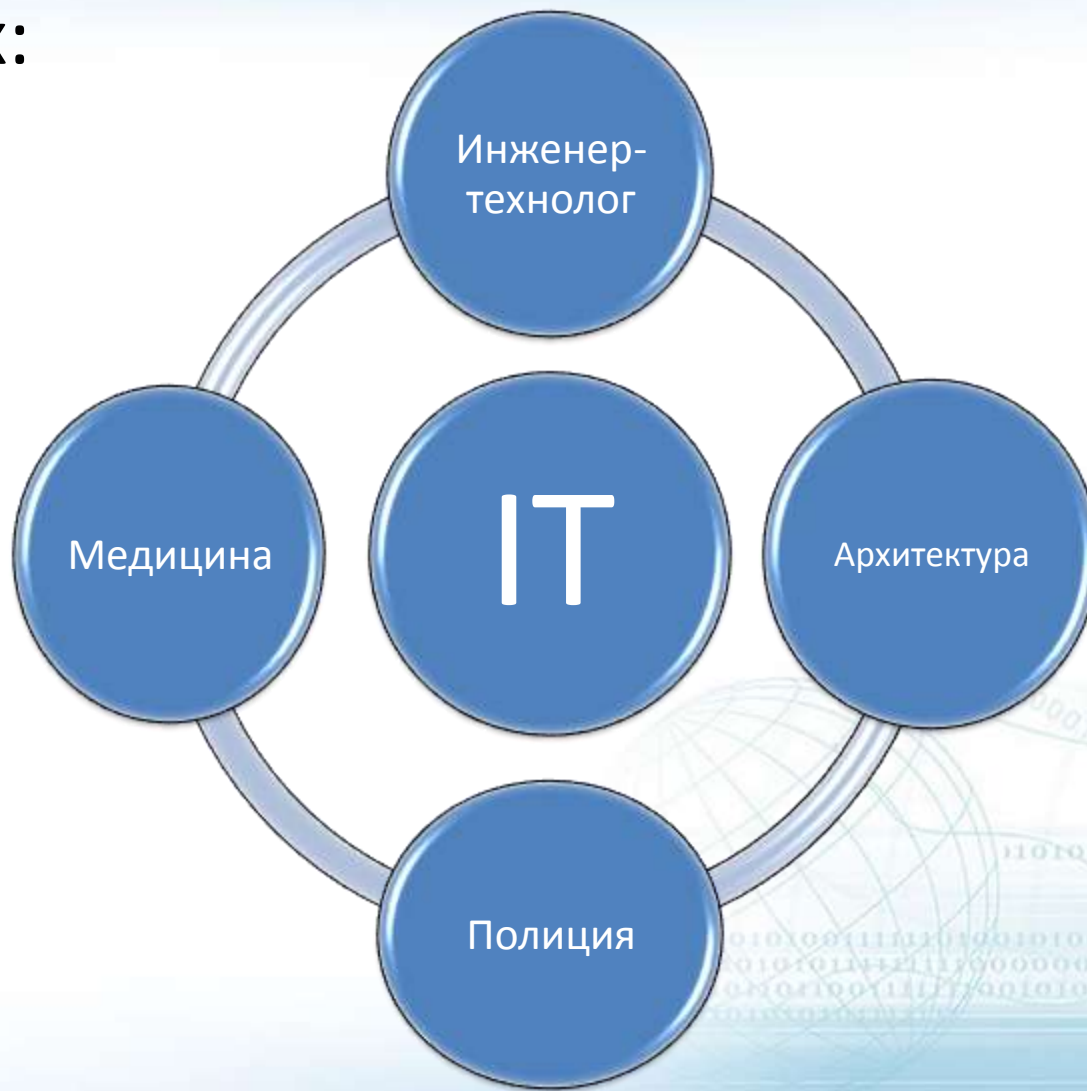 х:
Инженер-
технолог
Медицина
IT
Архитектура
Полиция